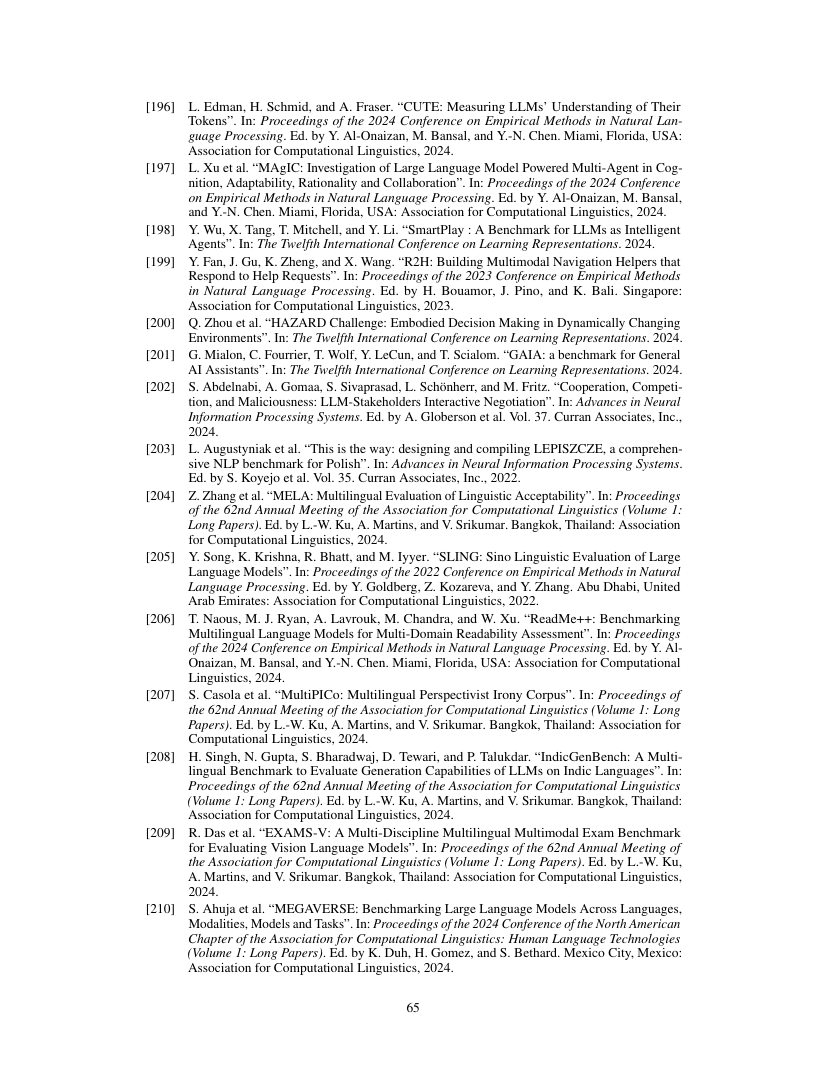 [196] L. Edman, H. Schmid, and A. Fraser. “CUTE: Measuring LLMs’ Understanding of Their
Tokens”. In: Proceedings of the 2024 Conference on Empirical Methods in Natural Lan-
guage Processing. Ed. by Y. Al-Onaizan, M. Bansal, and Y.-N. Chen. Miami, Florida, USA:
Association for Computational Linguistics, 2024.
[197] L. Xu et al. “MAgIC: Investigation of Large Language Model Powered Multi-Agent in Cog-
nition, Adaptability, Rationality and Collaboration”. In: Proceedings of the 2024 Conference
on Empirical Methods in Natural Language Processing. Ed. by Y. Al-Onaizan, M. Bansal,
and Y.-N. Chen. Miami, Florida, USA: Association for Computational Linguistics, 2024.
[198] Y. Wu, X. Tang, T. Mitchell, and Y. Li. “SmartPlay : A Benchmark for LLMs as Intelligent
Agents”. In: The Twelfth International Conference on Learning Representations. 2024.
[199] Y. Fan, J. Gu, K. Zheng, and X. Wang. “R2H: Building Multimodal Navigation Helpers that
Respond to Help Requests”. In: Proceedings of the 2023 Conference on Empirical Methods
in Natural Language Processing. Ed. by H. Bouamor, J. Pino, and K. Bali. Singapore:
Association for Computational Linguistics, 2023.
[200] Q. Zhou et al. “HAZARD Challenge: Embodied Decision Making in Dynamically Changing
Environments”. In: The Twelfth International Conference on Learning Representations. 2024.
[201] G. Mialon, C. Fourrier, T. Wolf, Y. LeCun, and T. Scialom. “GAIA: a benchmark for General
AI Assistants”. In: The Twelfth International Conference on Learning Representations. 2024.
[202] S. Abdelnabi, A. Gomaa, S. Sivaprasad, L. Schönherr, and M. Fritz. “Cooperation, Competi-
tion, and Maliciousness: LLM-Stakeholders Interactive Negotiation”. In: Advances in Neural
Information Processing Systems. Ed. by A. Globerson et al. Vol. 37. Curran Associates, Inc.,
2024.
[203] L. Augustyniak et al. “This is the way: designing and compiling LEPISZCZE, a comprehen-
sive NLP benchmark for Polish”. In: Advances in Neural Information Processing Systems.
Ed. by S. Koyejo et al. Vol. 35. Curran Associates, Inc., 2022.
[204] Z. Zhang et al. “MELA: Multilingual Evaluation of Linguistic Acceptability”. In: Proceedings
of the 62nd Annual Meeting of the Association for Computational Linguistics (Volume 1:
Long Papers). Ed. by L.-W. Ku, A. Martins, and V. Srikumar. Bangkok, Thailand: Association
for Computational Linguistics, 2024.
[205] Y. Song, K. Krishna, R. Bhatt, and M. Iyyer. “SLING: Sino Linguistic Evaluation of Large
Language Models”. In: Proceedings of the 2022 Conference on Empirical Methods in Natural
Language Processing. Ed. by Y. Goldberg, Z. Kozareva, and Y. Zhang. Abu Dhabi, United
Arab Emirates: Association for Computational Linguistics, 2022.
[206] T. Naous, M. J. Ryan, A. Lavrouk, M. Chandra, and W. Xu. “ReadMe++: Benchmarking
Multilingual Language Models for Multi-Domain Readability Assessment”. In: Proceedings
of the 2024 Conference on Empirical Methods in Natural Language Processing. Ed. by Y. Al-
Onaizan, M. Bansal, and Y.-N. Chen. Miami, Florida, USA: Association for Computational
Linguistics, 2024.
[207] S. Casola et al. “MultiPICo: Multilingual Perspectivist Irony Corpus”. In: Proceedings of
the 62nd Annual Meeting of the Association for Computational Linguistics (Volume 1: Long
Papers). Ed. by L.-W. Ku, A. Martins, and V. Srikumar. Bangkok, Thailand: Association for
Computational Linguistics, 2024.
[208] H. Singh, N. Gupta, S. Bharadwaj, D. Tewari, and P. Talukdar. “IndicGenBench: A Multi-
lingual Benchmark to Evaluate Generation Capabilities of LLMs on Indic Languages”. In:
Proceedings of the 62nd Annual Meeting of the Association for Computational Linguistics
(Volume 1: Long Papers). Ed. by L.-W. Ku, A. Martins, and V. Srikumar. Bangkok, Thailand:
Association for Computational Linguistics, 2024.
[209] R. Das et al. “EXAMS-V: A Multi-Discipline Multilingual Multimodal Exam Benchmark
for Evaluating Vision Language Models”. In: Proceedings of the 62nd Annual Meeting of
the Association for Computational Linguistics (Volume 1: Long Papers). Ed. by L.-W. Ku,
A. Martins, and V. Srikumar. Bangkok, Thailand: Association for Computational Linguistics,
2024.
[210] S. Ahuja et al. “MEGAVERSE: Benchmarking Large Language Models Across Languages,
Modalities, Models and Tasks”. In: Proceedings of the 2024 Conference of the North American
Chapter of the Association for Computational Linguistics: Human Language Technologies
(Volume 1: Long Papers). Ed. by K. Duh, H. Gomez, and S. Bethard. Mexico City, Mexico:
Association for Computational Linguistics, 2024.
65